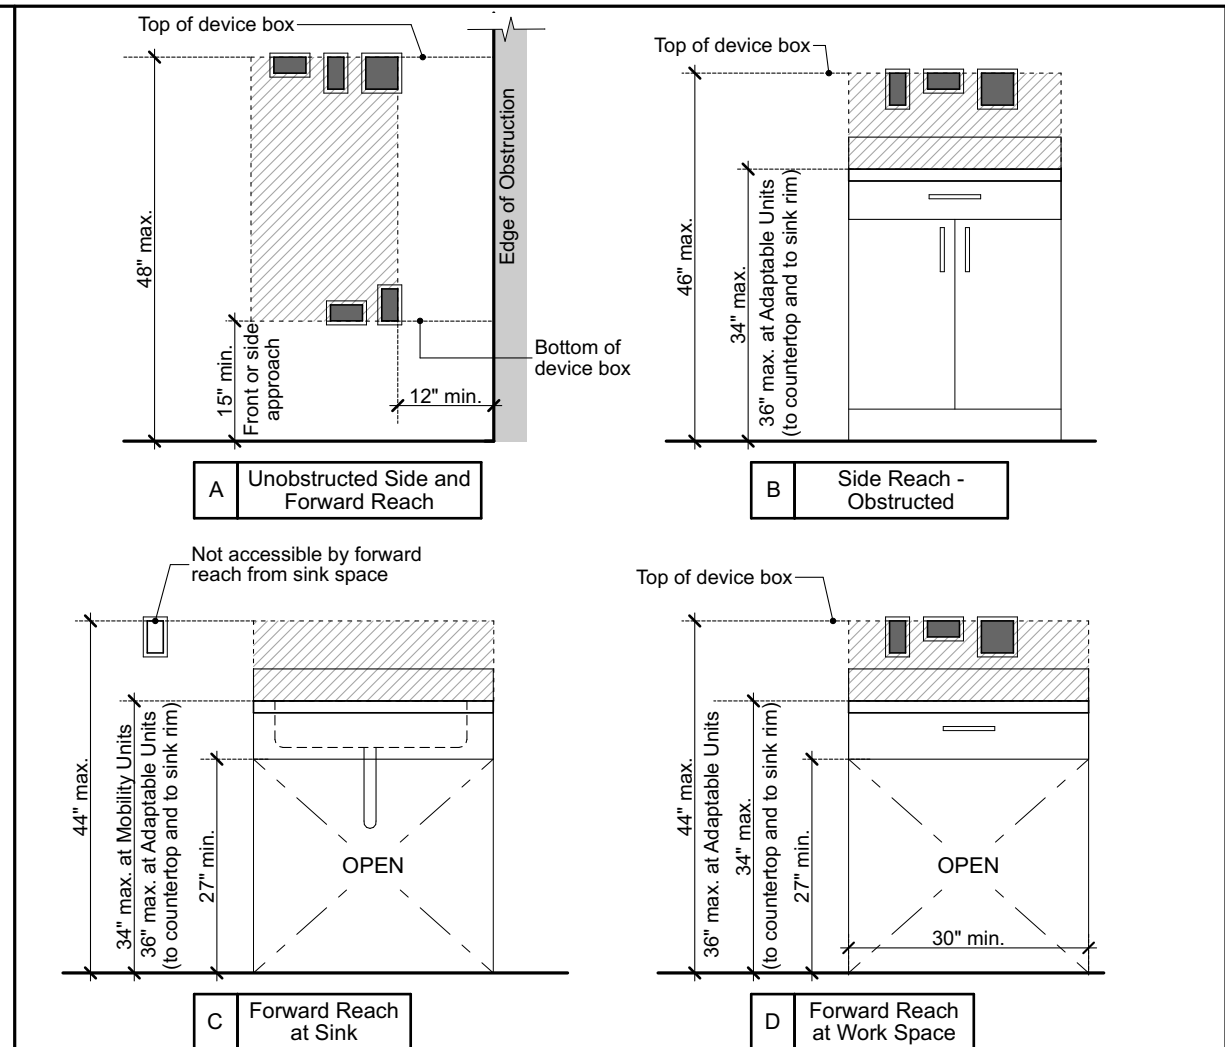 Top of device box
48" max.
15" min.
Front or side
approach
12" min.
Edge of Obstruction
Bottom of
device box
A
Unobstructed Side and
Forward Reach
Top of device box
46" max.
34" max.
36" max. at Adaptable Units
(to countertop and to sink rim)
B
Side Reach -
Obstructed
Not accessible by forward
reach from sink space
44" max.
34" max. at Mobility Units
36" max. at Adaptable Units
(to countertop and to sink rim)
27" min.
OPEN
C
Forward Reach
at Sink
Top of device box
44" max.
36" max. at Adaptable Units
34" max.
(to countertop and to sink rim)
27" min.
OPEN
30" min.
D
Forward Reach
at Work Space